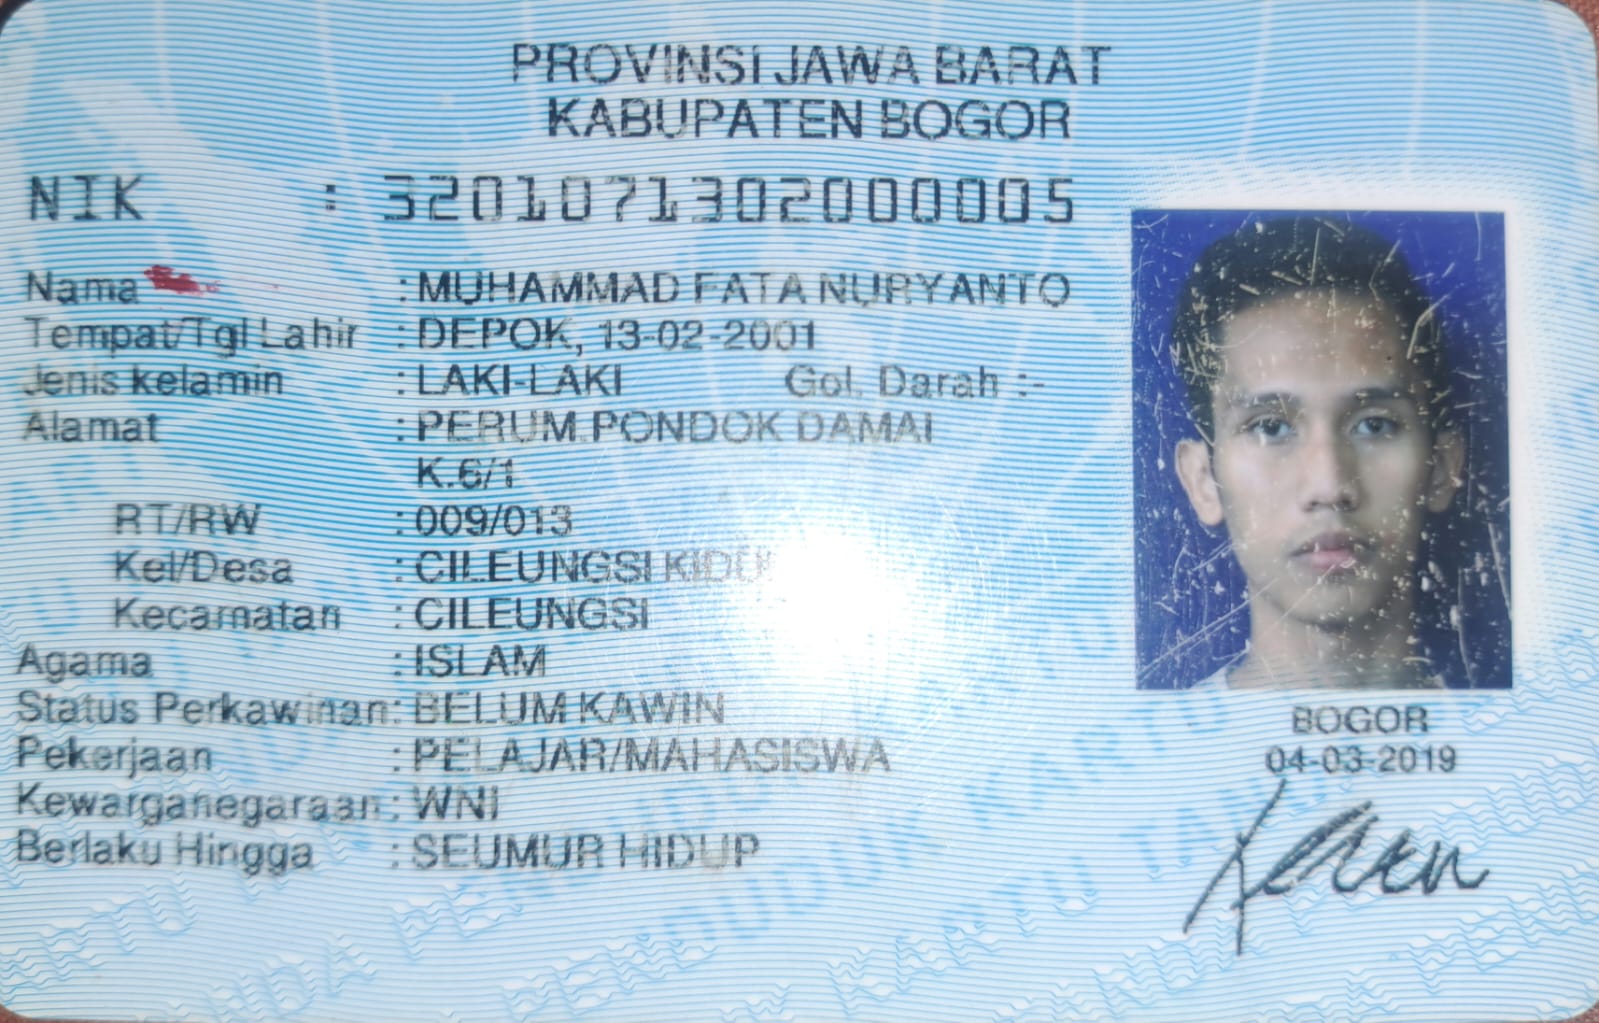 PROVINSI JAWA BARAT
KABUPATEN BOGOR
NIK : 3201071302000005
Nama : MUHAMMAD FATA NURYANTO
Tempat/Tgl Lahir : DEPOK, 13-02-2001
Jenis kelamin : LAKI-LAKI Gol. Darah :-
Alamat : PERUM.PONDOK DAMAI
K.6/1
RT/RW : 009/013
Kel/Desa : CILEUNGSI
Kecamatan : CILEUNGSI
Agama : ISLAM
Status Perkawinan: BELUM KAWIN
Pekerjaan : PELAJAR/MAHASISWA
Kewarganegaraan: WNI
Berlaku Hingga : SEUMUR HIDUP
BOGOR
04-03-2019